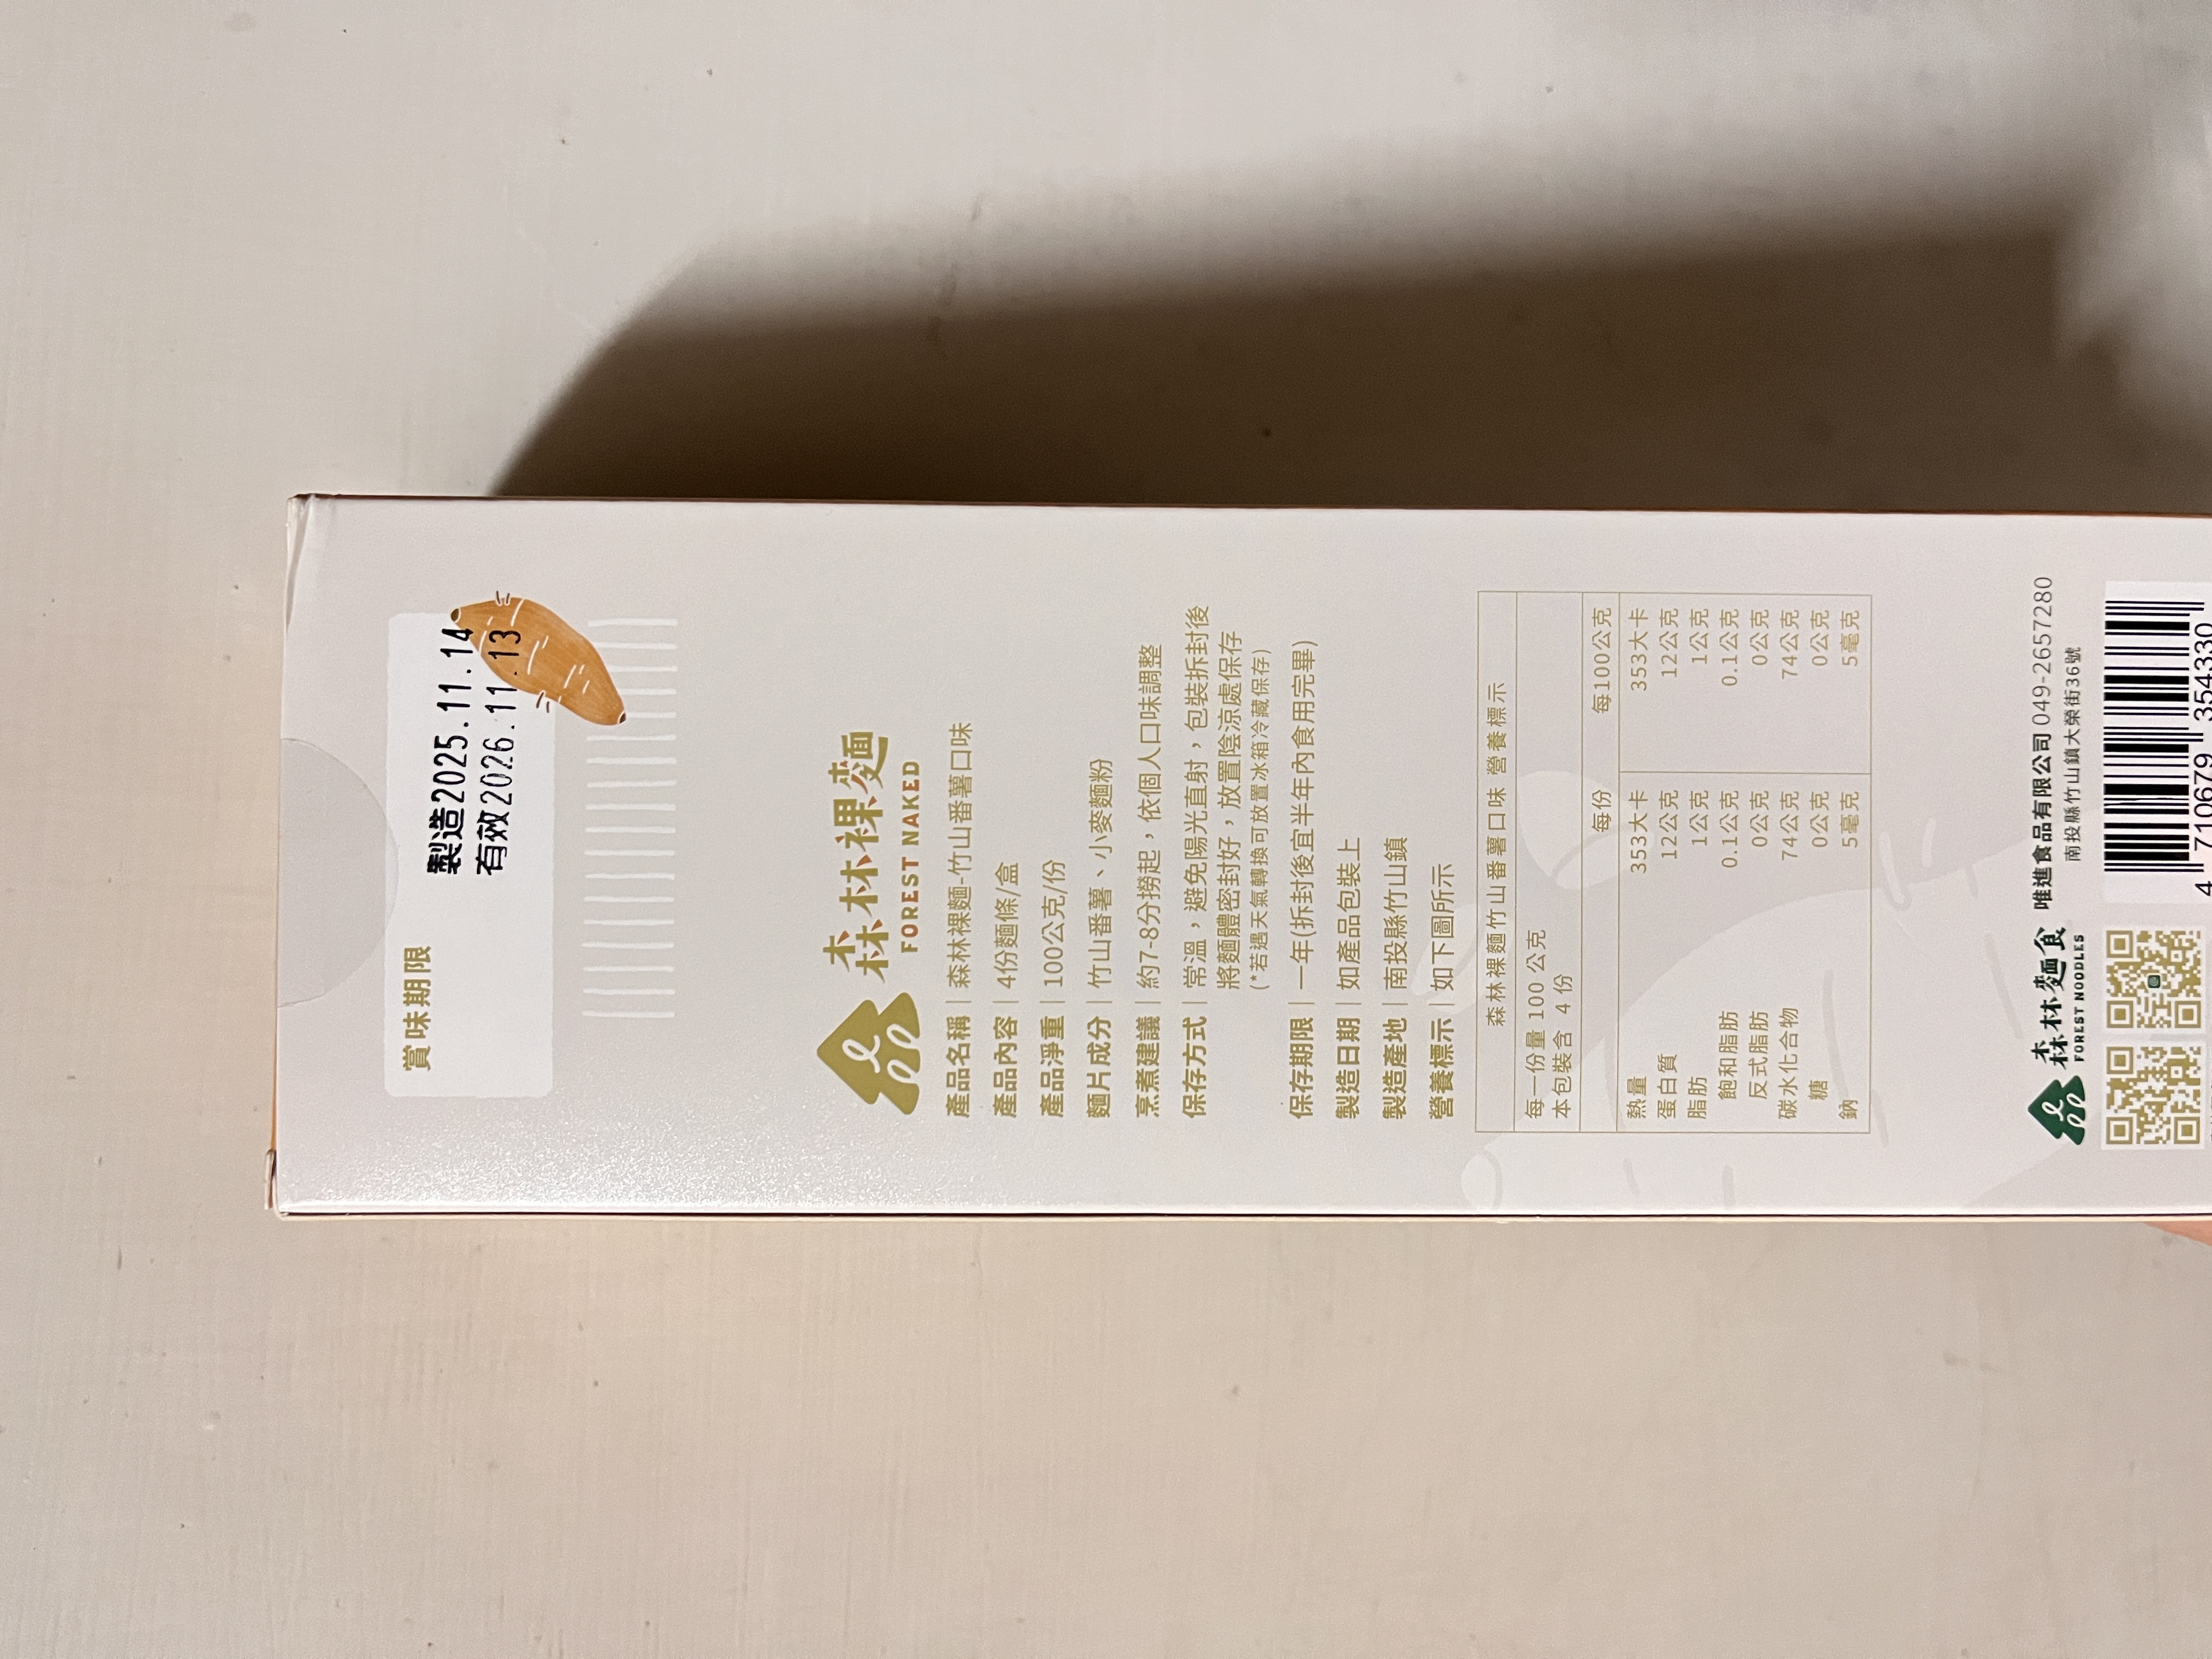 賞味期限
製造2025.11.14
有效2026.11.13
森林裸麵
FOREST NAKED
產品名稱｜森林裸麵-竹山番薯口味
產品內容｜4份麵條/盒
產品淨重｜100公克/份
麵片成分｜竹山番薯、小麥麵粉
烹煮建議｜約7-8分撈起，依個人口味調整
保存方式｜常溫，避免陽光直射，包裝拆封後
將麵體密封好，放置陰涼處保存
(*若遇天氣轉換可放置冰箱冷藏保存)
保存期限｜一年(拆封後宜半年內食用完畢)
製造日期｜如產品包裝上
製造產地｜南投縣竹山鎮
營養標示｜如下圖所示
森林裸麵竹山番薯口味 營養標示
每一份量 100 公克
本包裝含 4 份
每份 每100公克
熱量 353大卡 353大卡
蛋白質 12公克 12公克
脂肪 1公克 1公克
飽和脂肪 0.1公克 0.1公克
反式脂肪 0公克 0公克
碳水化合物 74公克 74公克
糖 0公克 0公克
鈉 5毫克 5毫克
森林麵食
FOREST NOODLES
唯進食品有限公司 049-2657280
南投縣竹山鎮大榮街36號
4 710679 354330